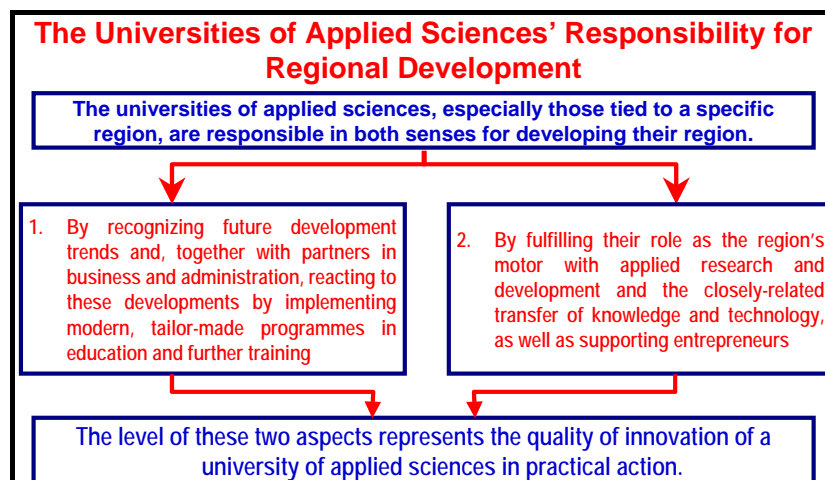 The Universities of Applied Sciences’ Responsibility for
Regional Development
The universities of applied sciences, especially those tied to a specific
region, are responsible in both senses for developing their region.
1. By recognizing future development
trends and, together with partners in
business and administration, reacting to
these developments by implementing
modern, tailor-made programmes in
education and further training
2. By fulfilling their role as the region’s
motor with applied research and
development and the closely-related
transfer of knowledge and technology,
as well as supporting entrepreneurs
The level of these two aspects represents the quality of innovation of a
university of applied sciences in practical action.